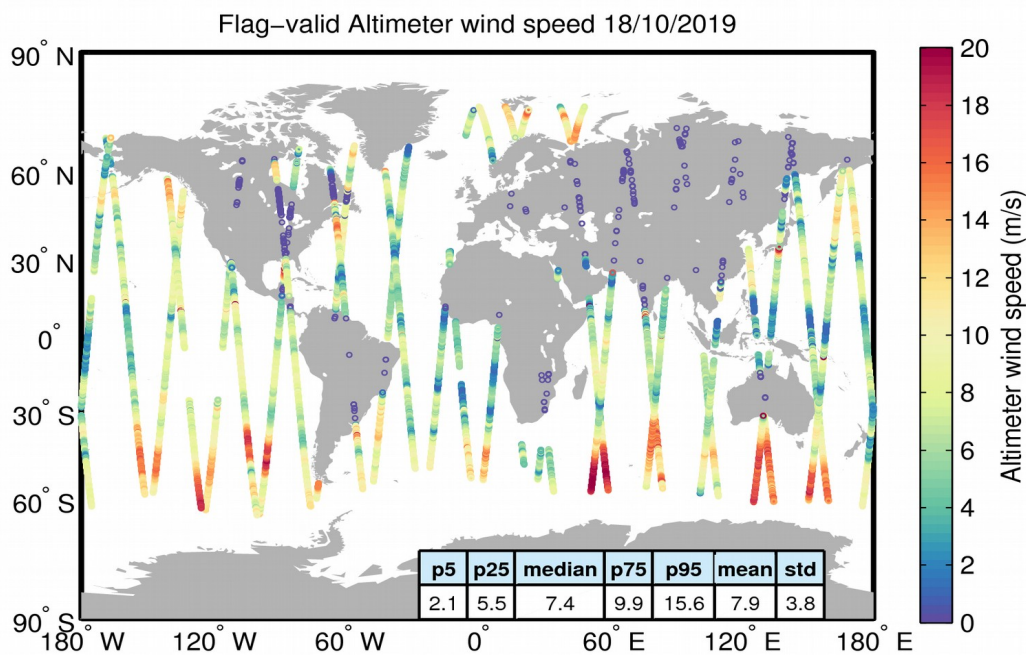 Flag−valid Altimeter wind speed 18/10/2019
90° N
60° N
30° N
0°
30° S
60° S
90° S
180° W
120° W
60° W
0°
60° E
120° E
180° E
p5 p25 median p75 p95 mean std
2.1 5.5 7.4 9.9 15.6 7.9 3.8
20
18
16
14
12
10
8
6
4
2
0
Altimeter wind speed (m/s)